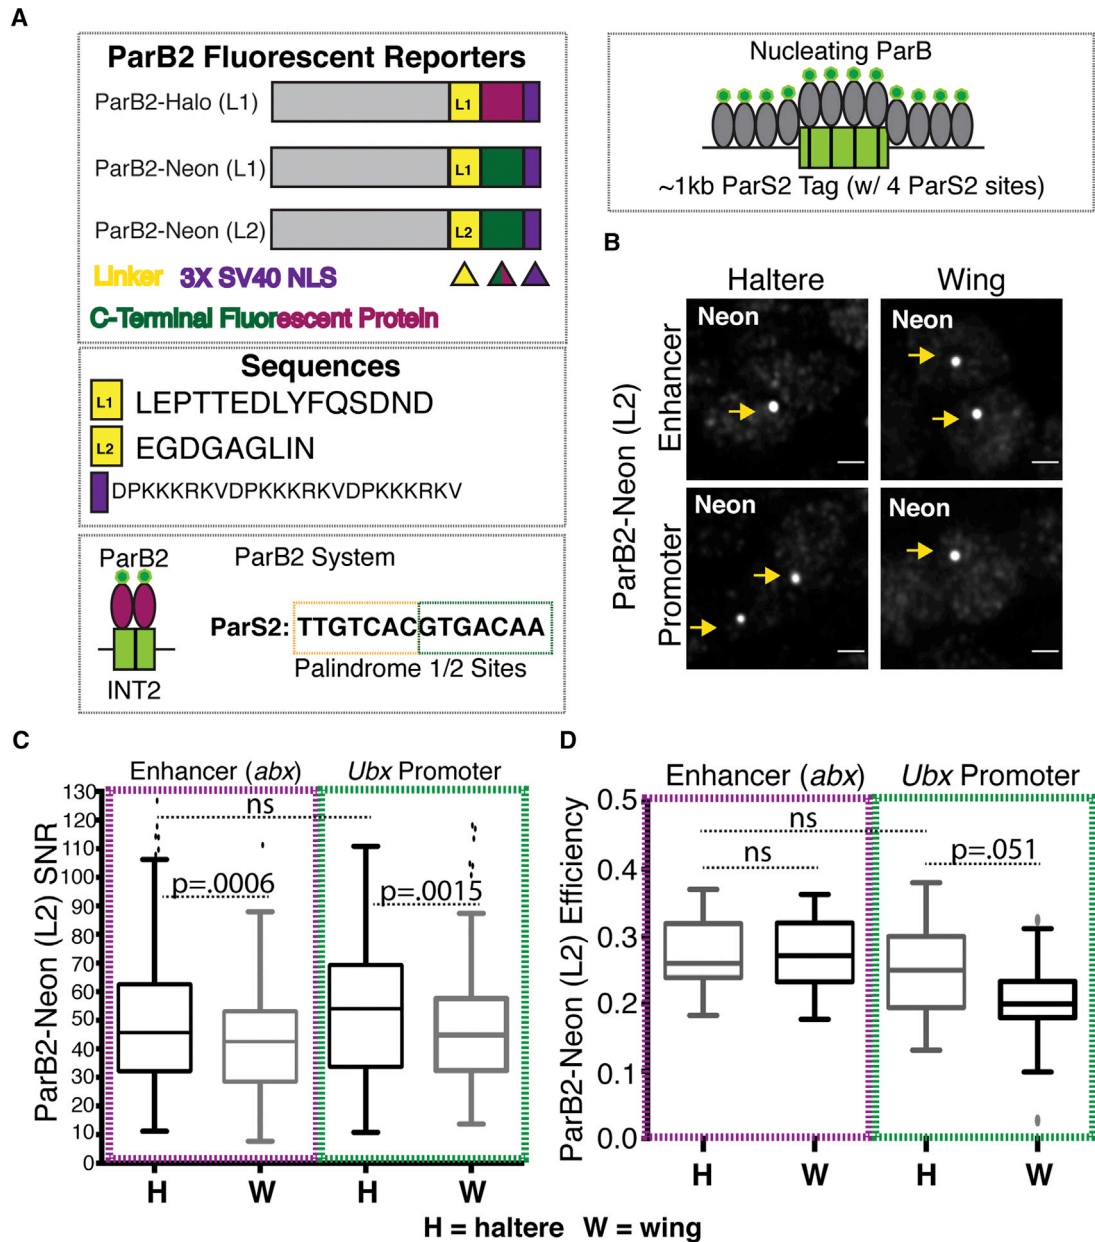 A
ParB2 Fluorescent Reporters
ParB2-Halo (L1)
L1
ParB2-Neon (L1)
L1
ParB2-Neon (L2)
L2
Linker 3X SV40 NLS
C-Terminal Fluorescent Protein
Sequences
L1 LEPTTEDLYFQSDND
L2 EGDGAGLIN
DPKKKRKVDPKKKRKVDPKKKRKV
ParB2
ParB2 System
ParS2: TTGTCACGTGACAA
Palindrome 1/2 Sites
INT2
Nucleating ParB
~1kb ParS2 Tag (w/ 4 ParS2 sites)
B
Haltere Wing
ParB2-Neon (L2)
Enhancer
Neon
Neon
Promoter
Neon
Neon
C
Enhancer (abx) Ubx Promoter
ParB2-Neon (L2) SNR
130
120
110
100
90
80
70
60
50
40
30
20
10
0
ns
p=.0006
p=.0015
H W H W
D
Enhancer (abx) Ubx Promoter
ParB2-Neon (L2) Efficiency
0.5
0.4
0.3
0.2
0.1
0.0
ns
ns
p=.051
H W H W
H = haltere W = wing